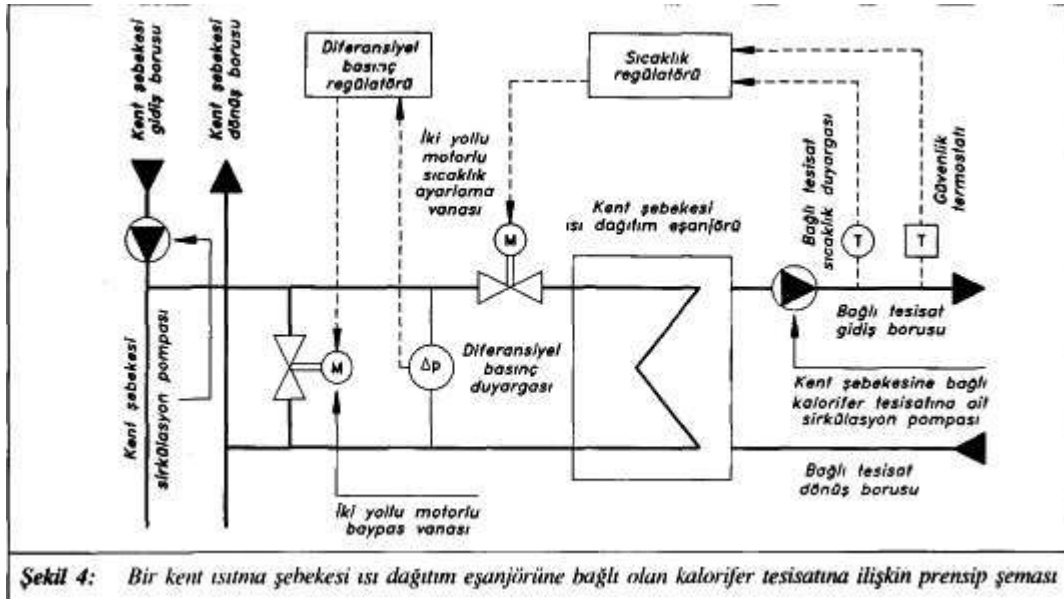 Kent şebekesi
gidiş borusu
Kent şebekesi
dönüş borusu
Diferansiyel
basınç
regülatörü
Sıcaklık
regülatörü
İki yollu
motorlu
sıcaklık
ayarlama
vanası
Kent şebekesi
ısı dağıtım eşanjörü
Bağlı tesisat
sıcaklık duyargası
Güvenlik
termostatı
M
T
T
Bağlı tesisat
gidiş borusu
Kent şebekesi
sirkülasyon pompası
M
Δp
Diferansiyel
basınç
duyargası
Kent şebekesine bağlı
kalorifer tesisatına ait
sirkülasyon pompası
Bağlı tesisat
dönüş borusu
İki yollu motorlu
baypas vanası
Şekil 4: Bir kent ısıtma şebekesi ısı dağıtım eşanjörüne bağlı olan kalorifer tesisatına ilişkin prensip şeması